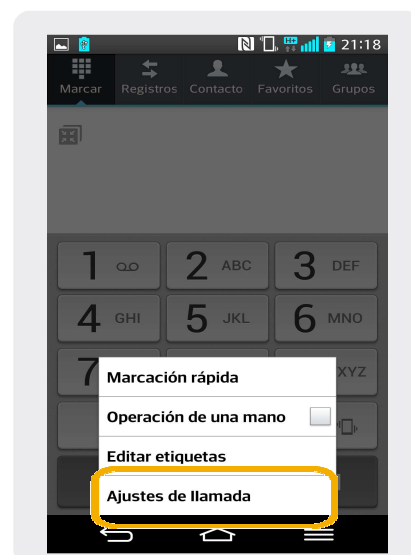 H+ 21:18
Marcar Registros Contacto Favoritos Grupos
1 2 ABC 3 DEF
4 GHI 5 JKL 6 MNO
7 XYZ
Marcación rápida
Operación de una mano
Editar etiquetas
Ajustes de llamada